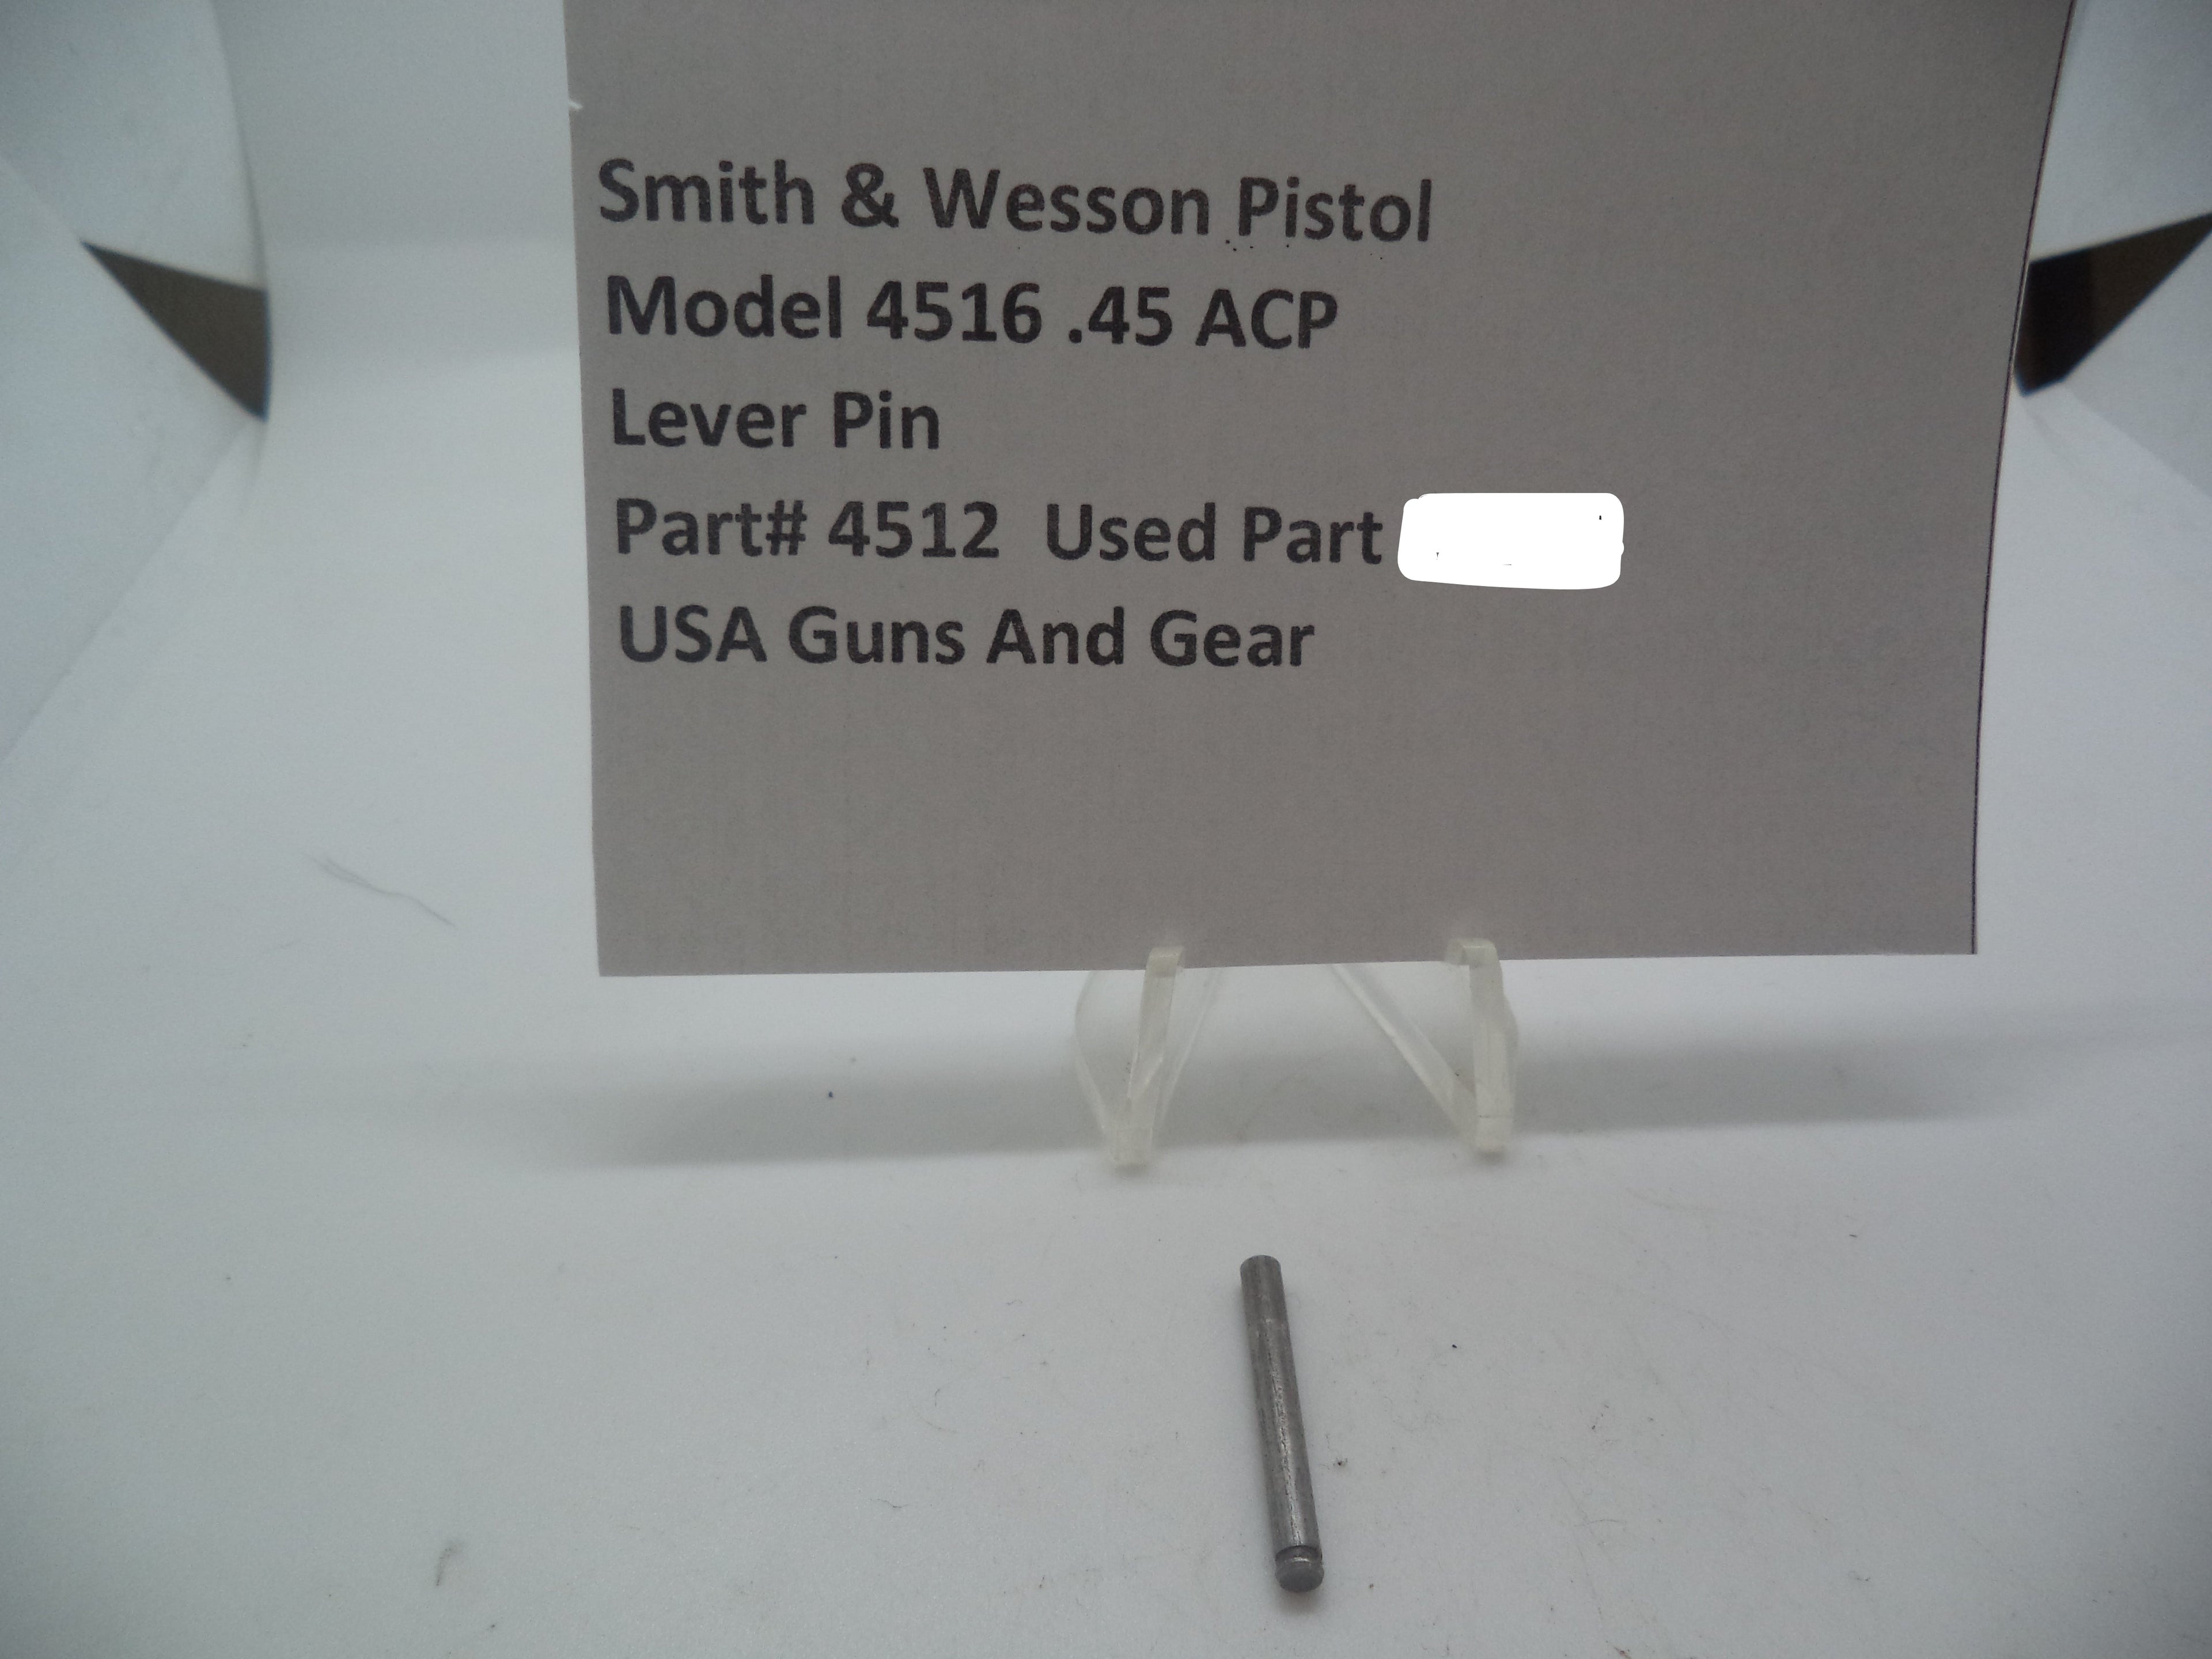 Smith & Wesson Pistol
Model 4516 .45 ACP
Lever Pin
Part# 4512  Used Part
USA Guns And Gear